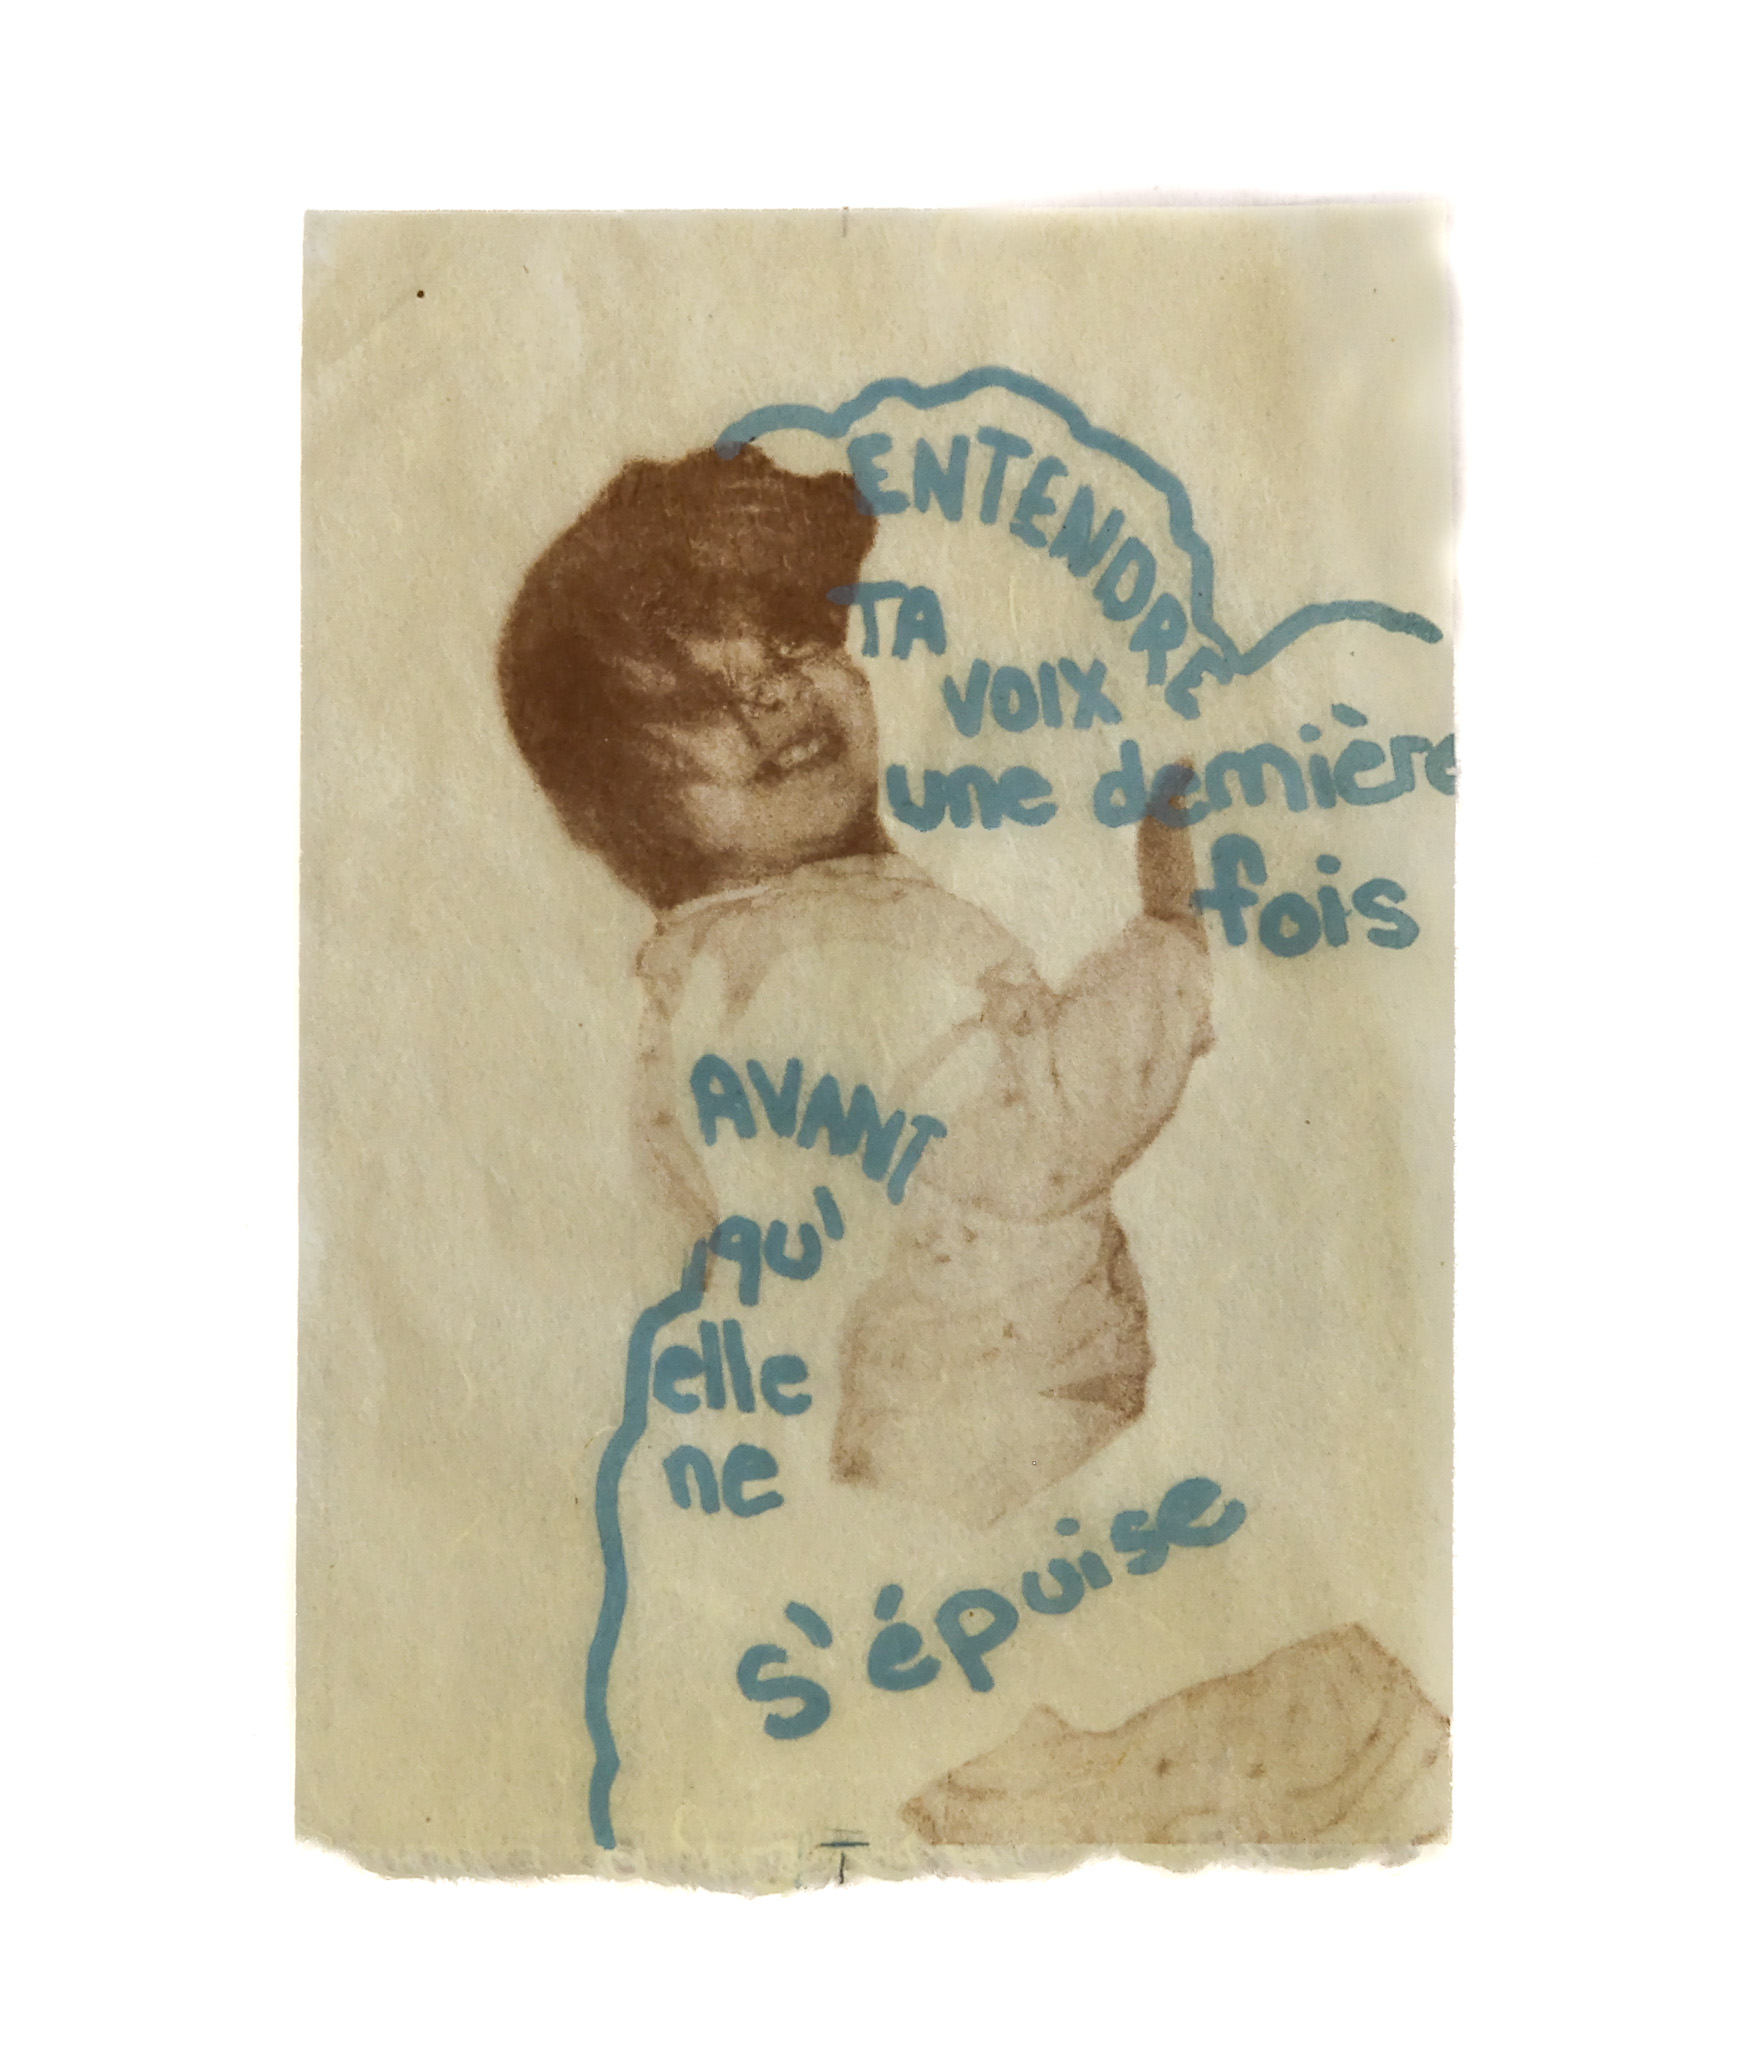 ENTENDRE
TA
VOIX
une dernière
fois
AVANT
qu'
elle
ne
s'épuise